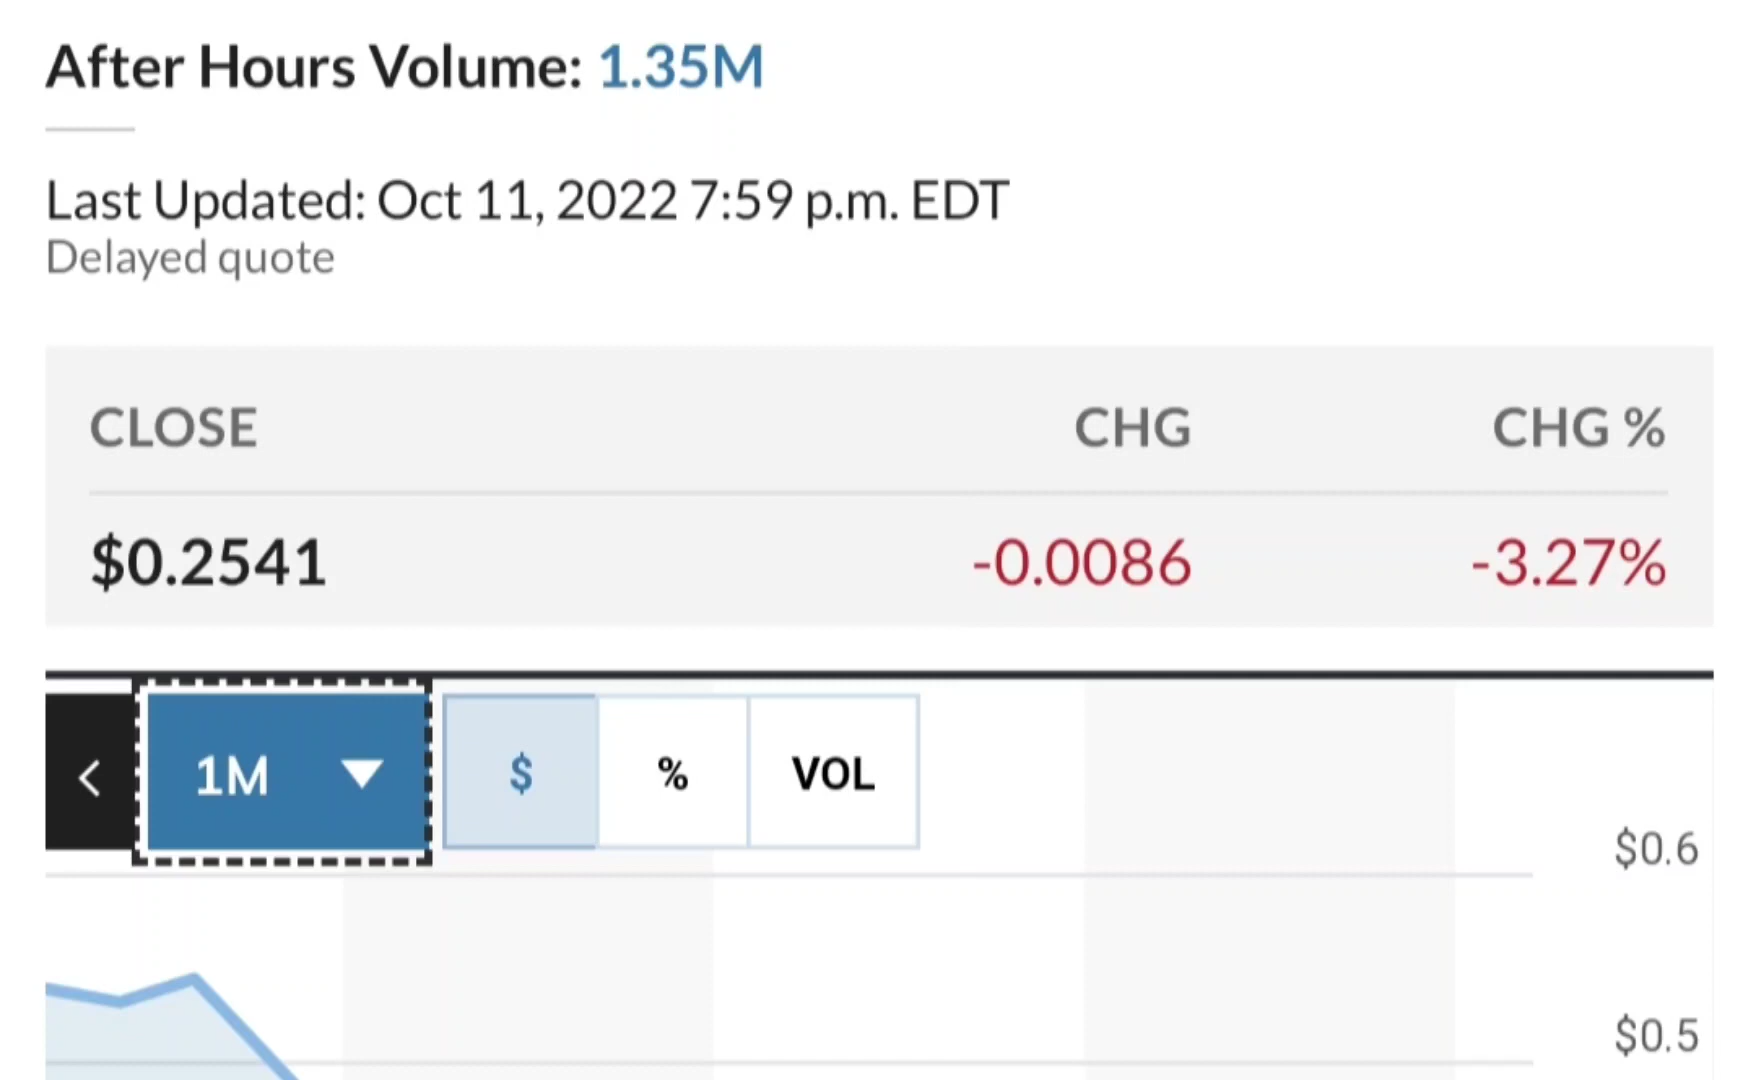 After Hours Volume: 1.35M
Last Updated: Oct 11, 2022 7:59 p.m. EDT
Delayed quote
CLOSE CHG CHG %
$0.2541 -0.0086 -3.27%
1M $ % VOL
$0.6
$0.5